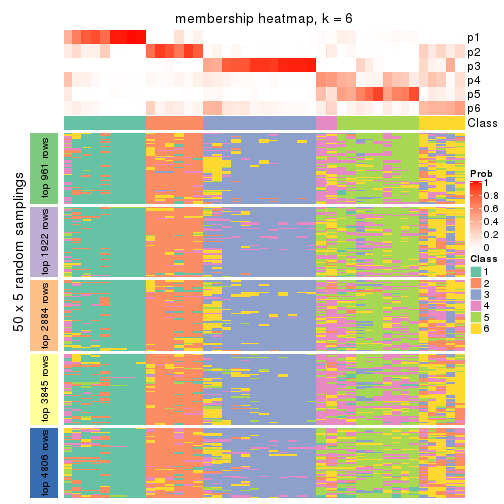 membership heatmap, k = 6
p1
p2
p3
p4
p5
p6
Class
50 x 5 random samplings
top 961 rows
top 1922 rows
top 2884 rows
top 3845 rows
top 4806 rows
Prob
1
0.8
0.6
0.4
0.2
0
Class
1
2
3
4
5
6